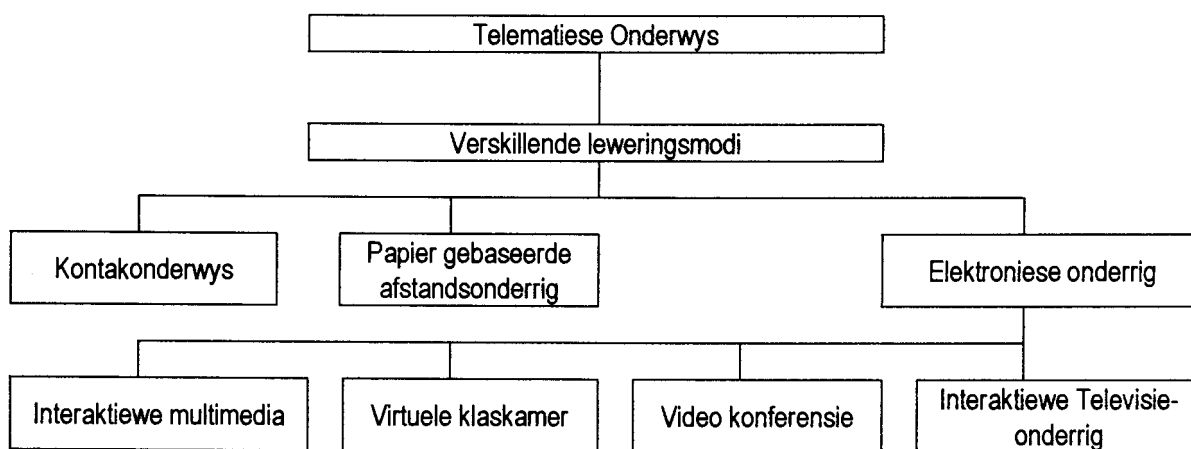 Telematiese Onderwys
Verskillende leweringsmodi
Kontakonderwys
Papier gebaseerde
afstandsonderrig
Elektroniese onderrig
Interaktiewe multimedia
Virtuele klaskamer
Video konferensie
Interaktiewe Televisie-
onderrig